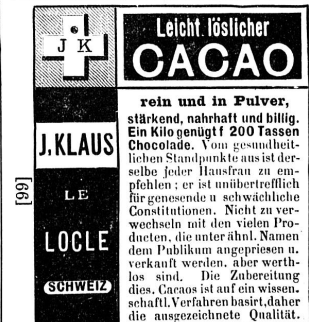 J K
Leicht löslicher
CACAO
rein und in Pulver,
stärkend, nahrhaft und billig.
Ein Kilo genügt f 200 Tassen
Chocolade. Vom gesundheit-
lichen Standpunkte aus ist der-
selbe jeder Hausfrau zu em-
pfehlen ; er ist unübertrefflich
für genesende u schwächliche
Constitutionen. Nicht zu ver-
wechseln mit den vielen Pro-
ducten, die unter ähnl. Namen
dem Publikum angepriesen u.
verkauft werden. aber werth-
los sind. Die Zubereitung
dies. Cacaos ist auf ein wissen.
schaftl. Verfahren basirt, daher
die ausgezeichnete Qualität.
J. KLAUS
LE
LOCLE
SCHWEIZ
[66]